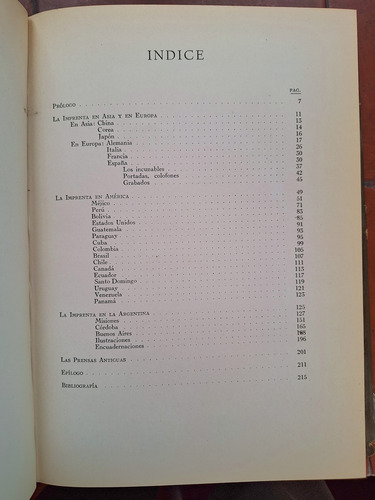 INDICE
PAG.
PRÓLOGO 7
LA IMPRENTA EN ASIA Y EN EUROPA 11
En Asia: China 13
Corea 14
Japón 16
En Europa: Alemania 17
Italia 26
Francia 30
España 30
Los incunables 37
Portadas, colofones 42
Grabados 45
LA IMPRENTA EN AMÉRICA 49
Méjico 51
Perú 71
Bolivia 83
Estados Unidos 85
Guatemala 91
Paraguay 93
Cuba 95
Colombia 99
Brasil
Chile 107
Canadá 111
Ecuador 113
Santo Domingo 117
Uruguay 119
Venezuela 121
Panamá
LA IMPRENTA EN LA ARGENTINA 125
Misiones 127
Córdoba 151
Buenos Aires 165
Ilustraciones 188
Encuadernaciones 196
LAS PRENSAS ANTIGUAS 201
EPÍLOGO 211
BIBLIOGRAFÍA 215